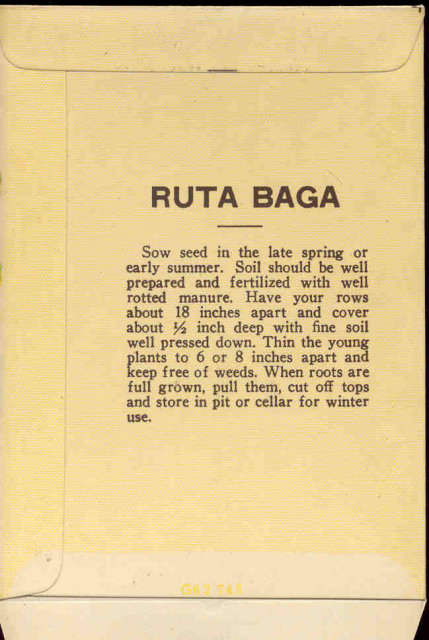 RUTA BAGA
Sow seed in the late spring or
early summer. Soil should be well
prepared and fertilized with well
rotted manure. Have your rows
about 18 inches apart and cover
about ½ inch deep with fine soil
well pressed down. Thin the young
plants to 6 or 8 inches apart and
keep free of weeds. When roots are
full grown, pull them, cut off tops
and store in pit or cellar for winter
use.